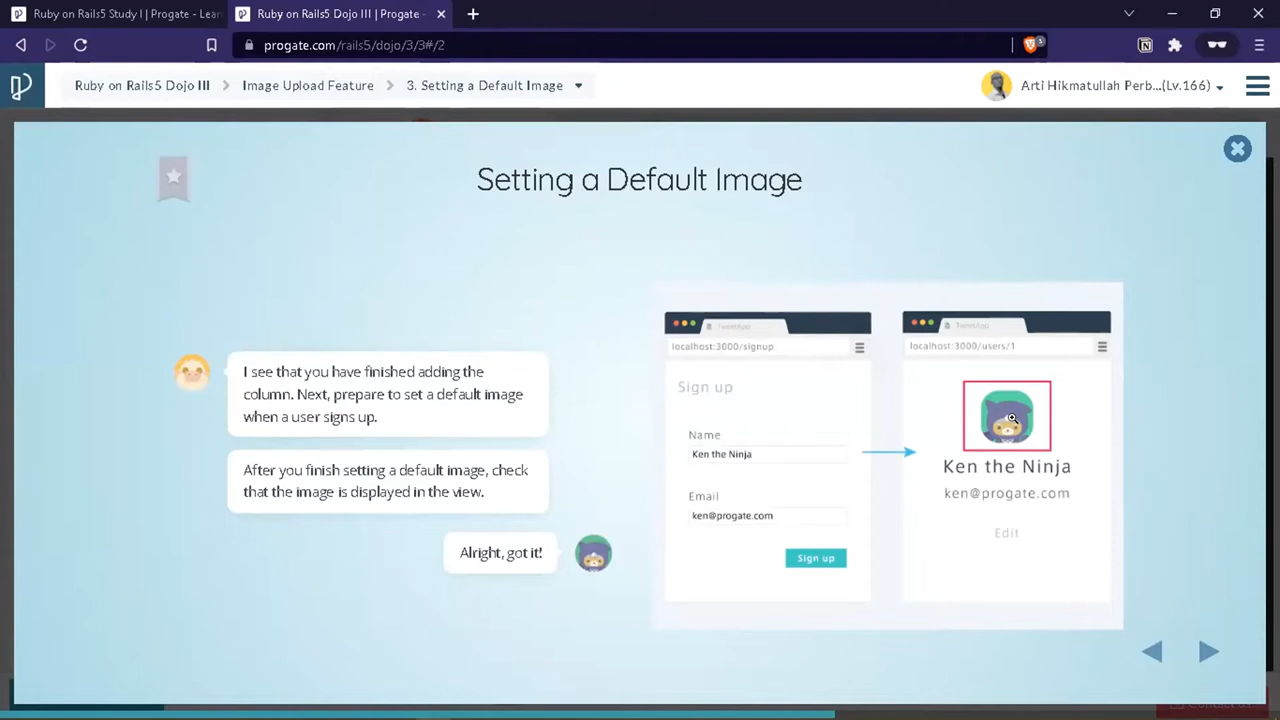 Ruby on Rails5 Study I | Progate - Lear
Ruby on Rails5 Dojo III | Progate -
progate.com/rails5/dojo/3/3#/2
3
Ruby on Rails5 Dojo III
Image Upload Feature
3. Setting a Default Image
Arti Hikmatullah Perb...(Lv.166)
Setting a Default Image
I see that you have finished adding the
column. Next, prepare to set a default image
when a user signs up.
After you finish setting a default image, check
that the image is displayed in the view.
Alright, got it!
TweetApp
localhost:3000/signup
Sign up
Name
Ken the Ninja
Email
ken@progate.com
Sign up
TweetApp
localhost:3000/users/1
Ken the Ninja
ken@progate.com
Edit
Contact us